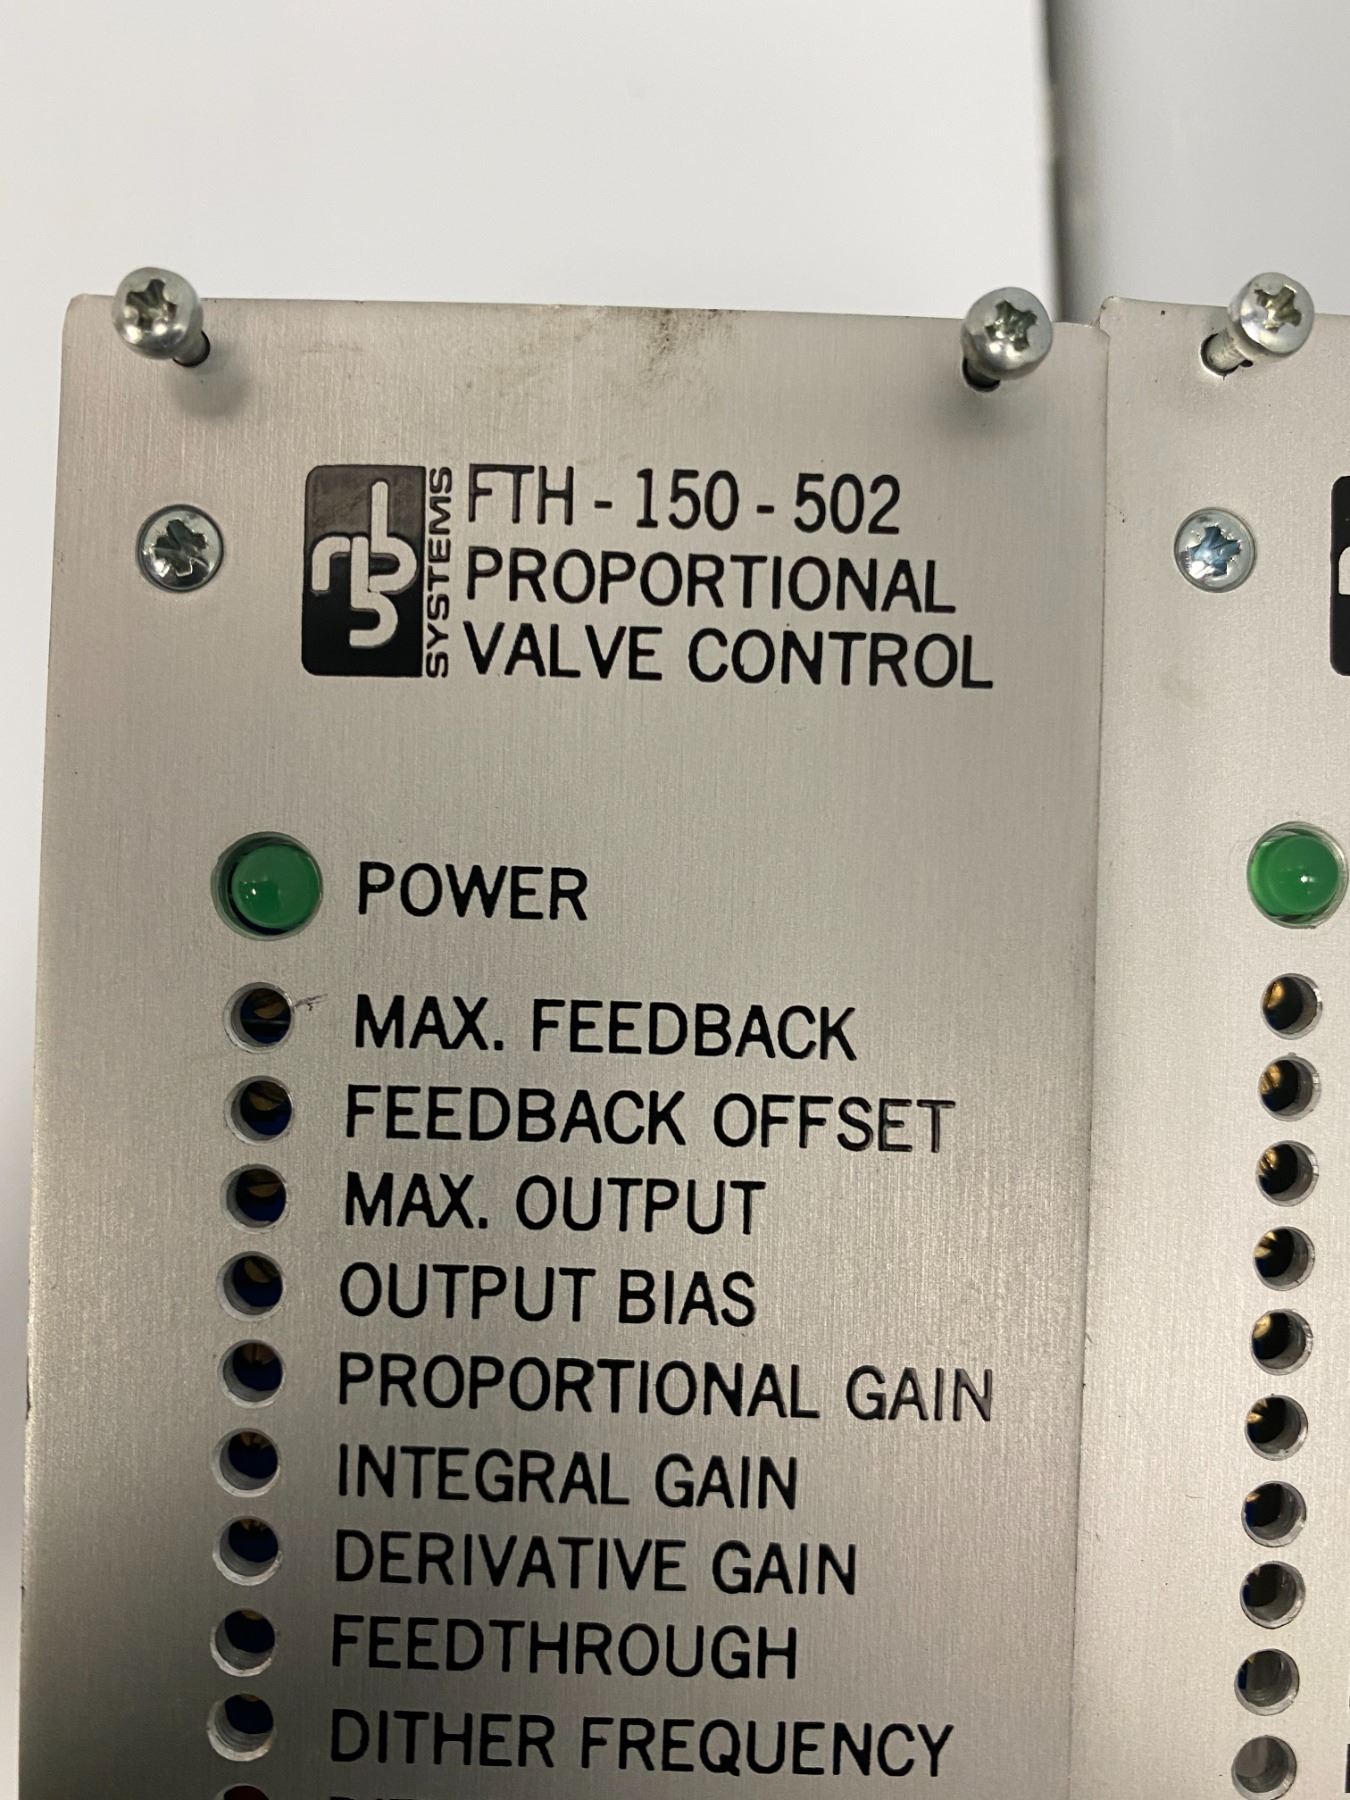 SYSTEMS
FTH - 150 - 502
PROPORTIONAL
VALVE CONTROL
POWER
MAX. FEEDBACK
FEEDBACK OFFSET
MAX. OUTPUT
OUTPUT BIAS
PROPORTIONAL GAIN
INTEGRAL GAIN
DERIVATIVE GAIN
FEEDTHROUGH
DITHER FREQUENCY